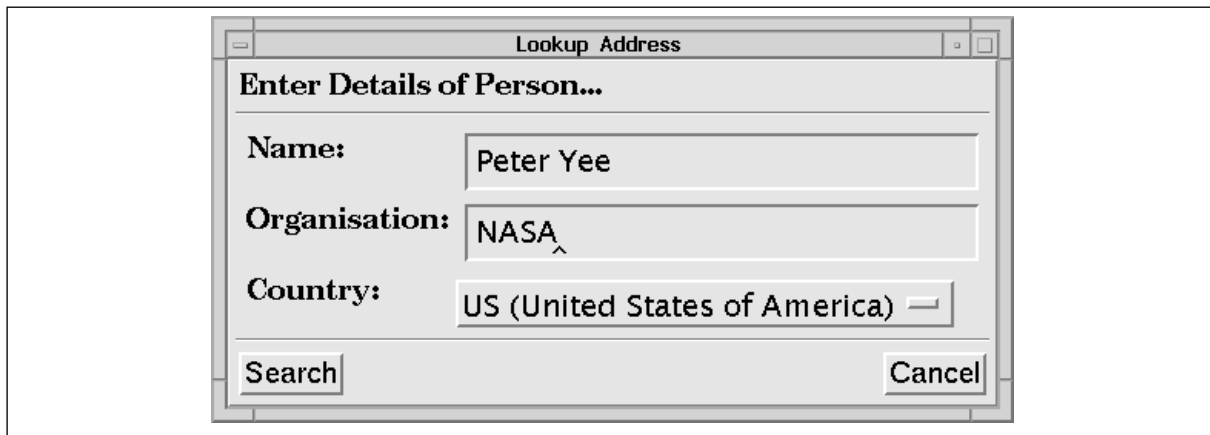 Lookup Address
Enter Details of Person...
Name: Peter Yee
Organisation: NASA
Country: US (United States of America)
Search Cancel